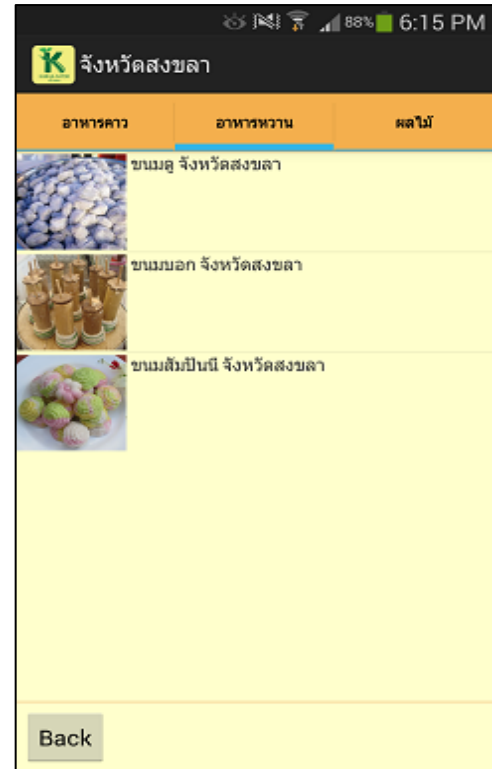 88% 6:15 PM
จังหวัดสงขลา
อาหารคาว อาหารหวาน ผลไม้
ขนมดู จังหวัดสงขลา
ขนมบอก จังหวัดสงขลา
ขนมสัมปันนี จังหวัดสงขลา
Back